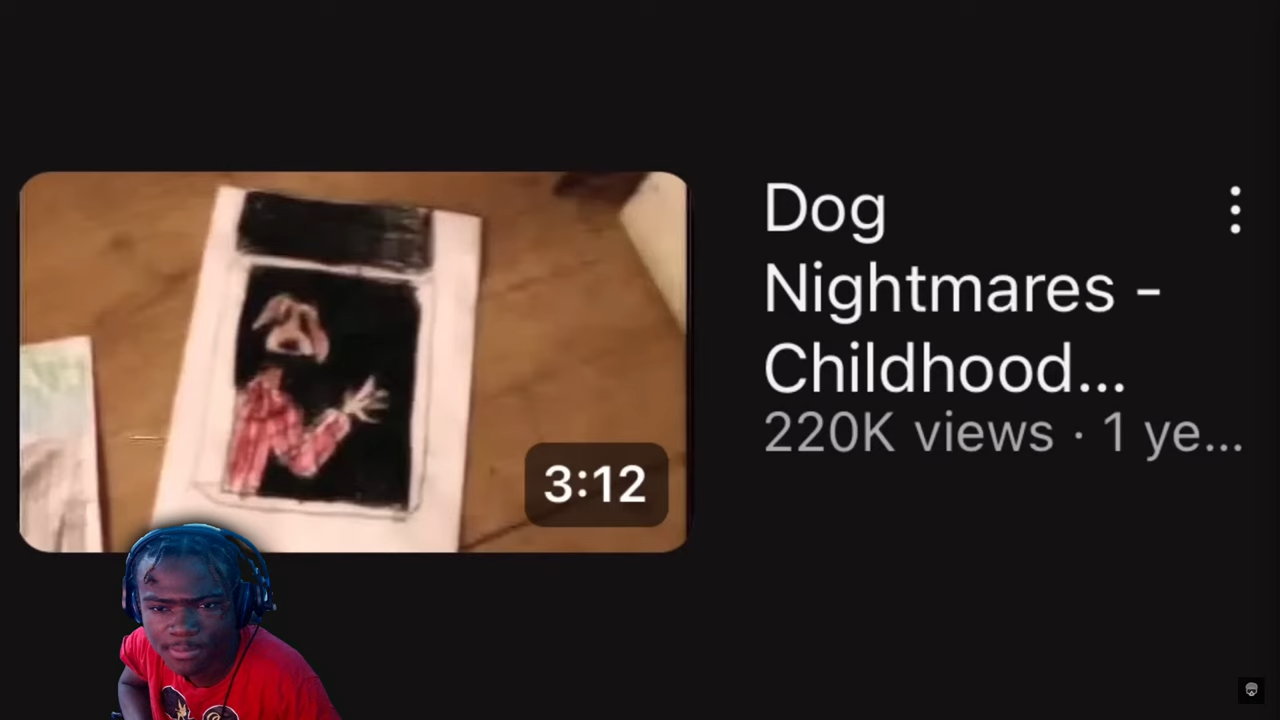 Dog
Nightmares -
Childhood...
220K views · 1 ye...
3:12